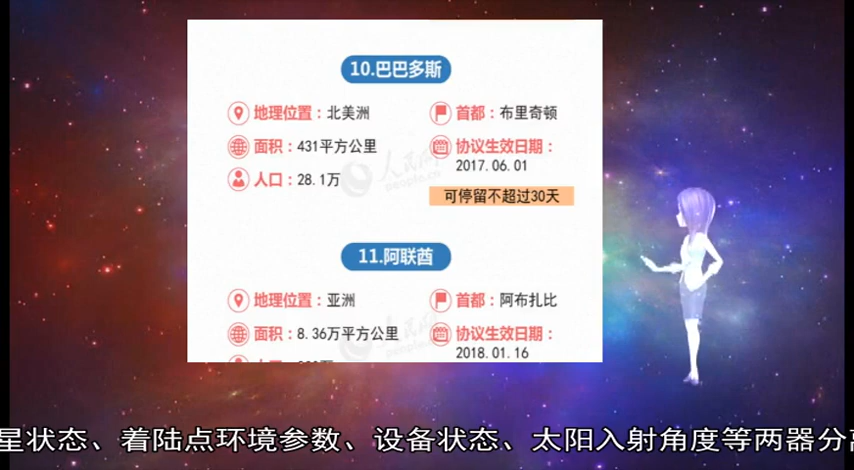 10.巴巴多斯
地理位置：北美洲
首都：布里奇顿
面积：431平方公里
协议生效日期：
2017.06.01
人口：28.1万
可停留不超过30天
11.阿联酋
地理位置：亚洲
首都：阿布扎比
面积：8.36万平方公里
协议生效日期：
2018.01.16
星状态、着陆点环境参数、设备状态、太阳入射角度等两器分离